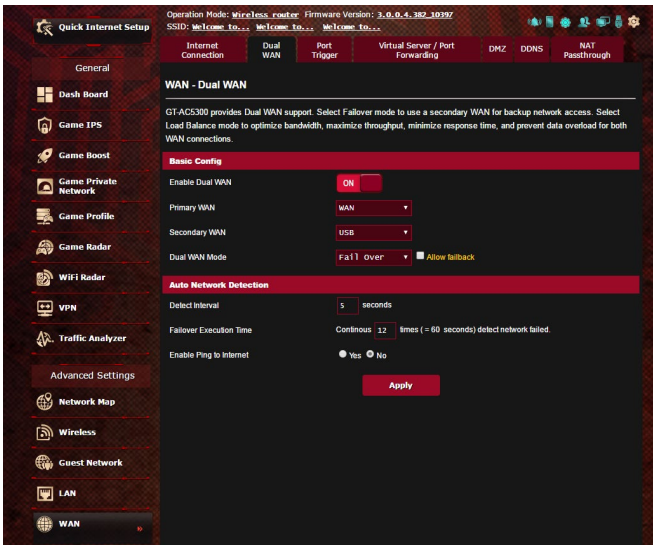 Quick Internet Setup
Operation Mode: Wireless router Firmware Version: 3.0.0.4.382_10397
SSID: Welcome to... Welcome to... Welcome to...
Internet Connection
Dual WAN
Port Trigger
Virtual Server / Port Forwarding
DMZ
DDNS
NAT Passthrough
General
Dash Board
Game IPS
Game Boost
Game Private Network
Game Profile
Game Radar
WiFi Radar
VPN
Traffic Analyzer
Advanced Settings
Network Map
Wireless
Guest Network
LAN
WAN
WAN - Dual WAN
GT-AC5300 provides Dual WAN support. Select Failover mode to use a secondary WAN for backup network access. Select
Load Balance mode to optimize bandwidth, maximize throughput, minimize response time, and prevent data overload for both
WAN connections.
Basic Config
Enable Dual WAN ON
Primary WAN WAN
Secondary WAN USB
Dual WAN Mode Fail Over Allow failback
Auto Network Detection
Detect Interval 5 seconds
Failover Execution Time Continous 12 times ( = 60 seconds) detect network failed.
Enable Ping to Internet Yes No
Apply